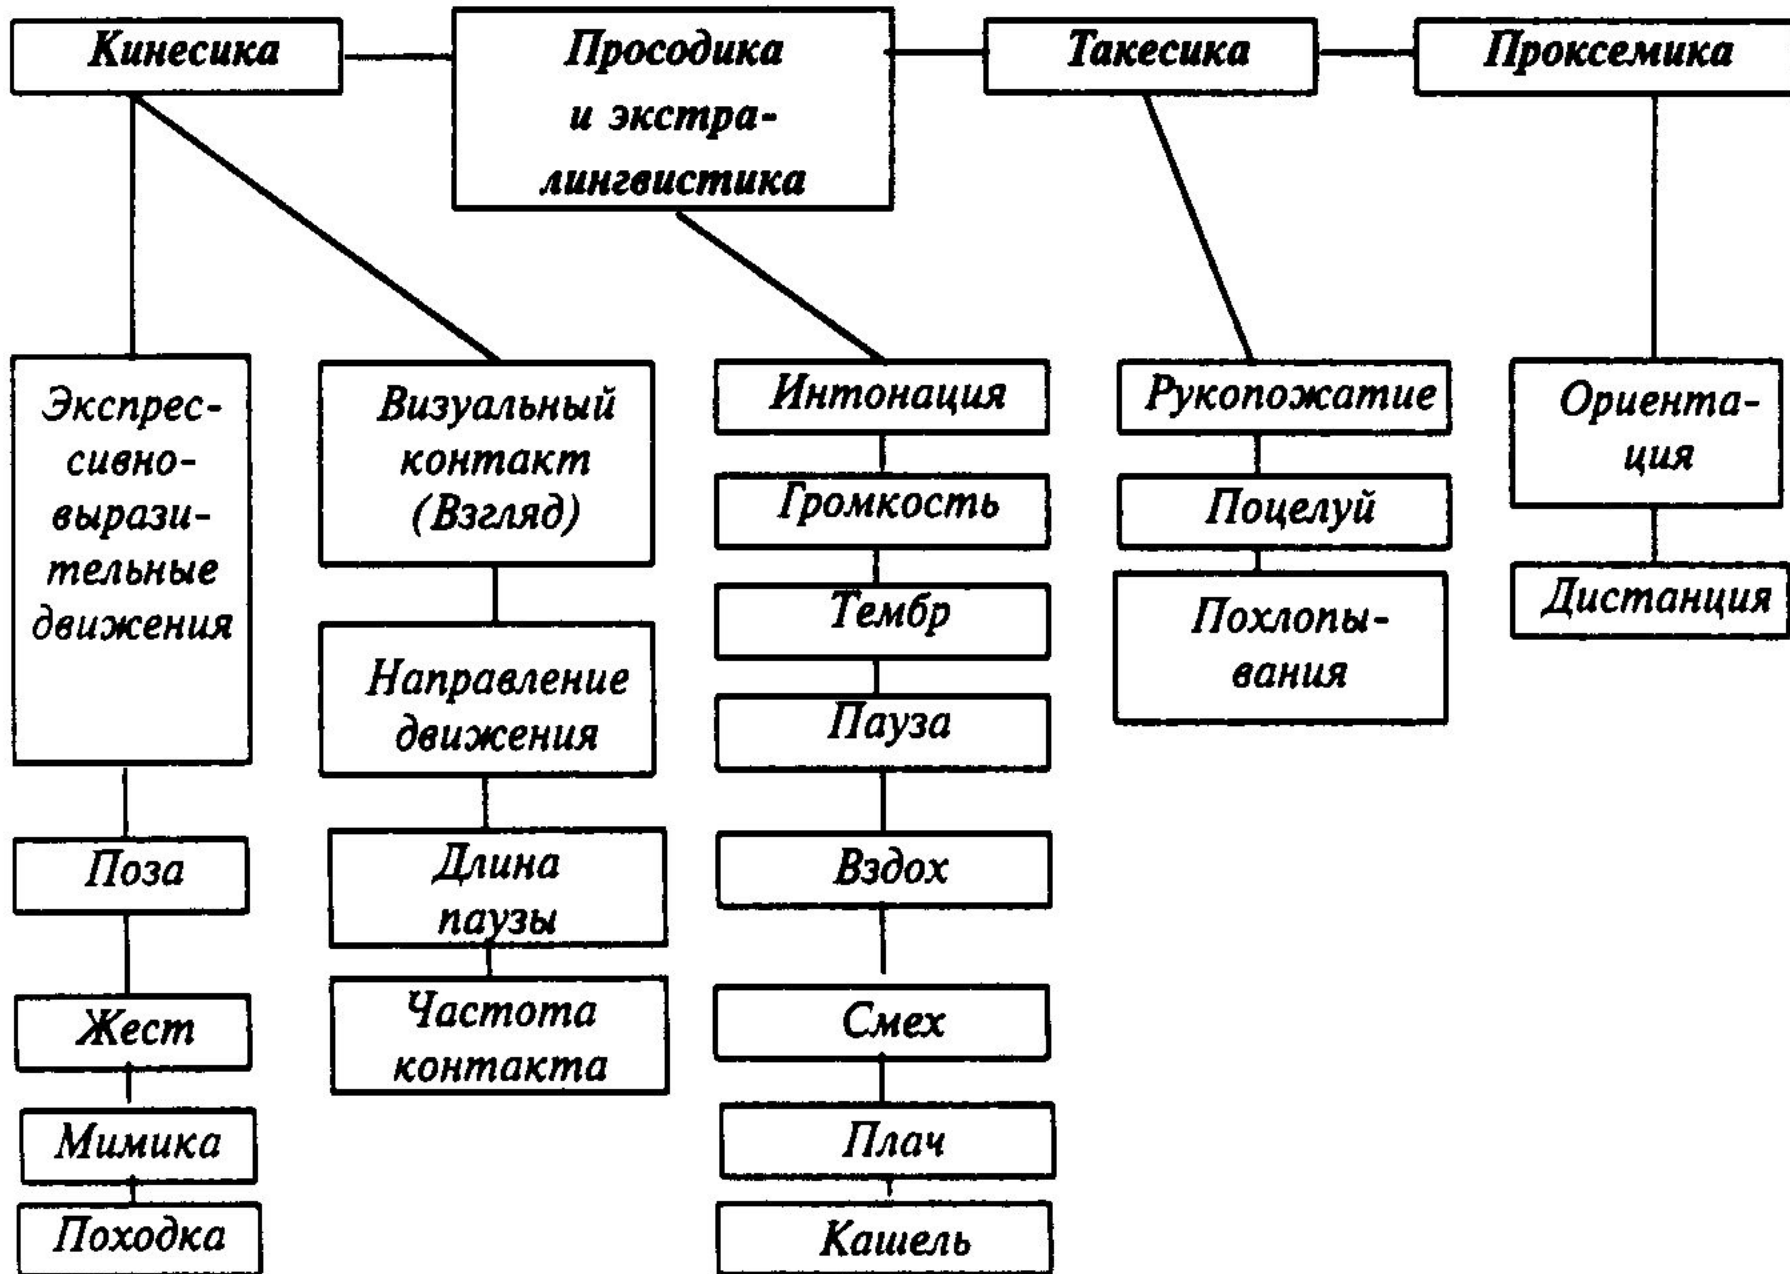 Кинесика
Просодика
и экстра-
лингвистика
Такесика
Проксемика
Экспрес-
сивно-
вырази-
тельные
движения
Поза
Жест
Мимика
Походка
Визуальный
контакт
(Взгляд)
Направление
движения
Длина
паузы
Частота
контакта
Интонация
Громкость
Тембр
Пауза
Вздох
Смех
Плач
Кашель
Рукопожатие
Поцелуй
Похлопы-
вания
Ориента-
ция
Дистанция